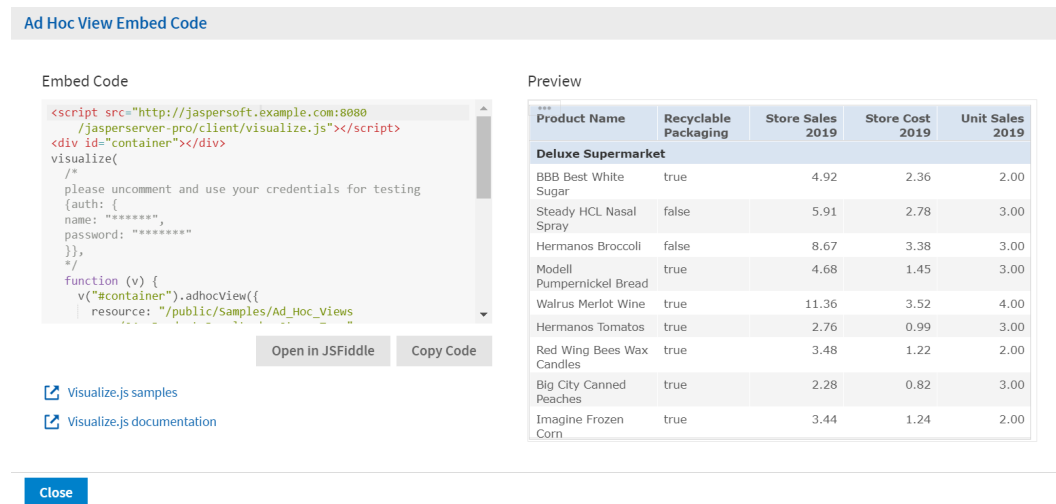 Ad Hoc View Embed Code
Embed Code
<script src="http://jaspersoft.example.com:8080
/jasperserver-pro/client/visualize.js"></script>
<div id="container"></div>
visualize(
/*
please uncomment and use your credentials for testing
{auth: {
name: "******",
password: "*******"
}},
*/
function (v) {
v("#container").adhocView({
resource: "/public/Samples/Ad_Hoc_Views
Open in JSFiddle Copy Code
Visualize.js samples
Visualize.js documentation
Preview
Product Name Recyclable Packaging Store Sales 2019 Store Cost 2019 Unit Sales 2019
Deluxe Supermarket
BBB Best White Sugar true 4.92 2.36 2.00
Steady HCL Nasal Spray false 5.91 2.78 3.00
Hermanos Broccoli false 8.67 3.38 3.00
Modell Pumpernickel Bread true 4.68 1.45 3.00
Walrus Merlot Wine true 11.36 3.52 4.00
Hermanos Tomatos true 2.76 0.99 3.00
Red Wing Bees Wax Candles true 3.48 1.22 2.00
Big City Canned Peaches true 2.28 0.82 3.00
Imagine Frozen Corn true 3.44 1.24 2.00
Close